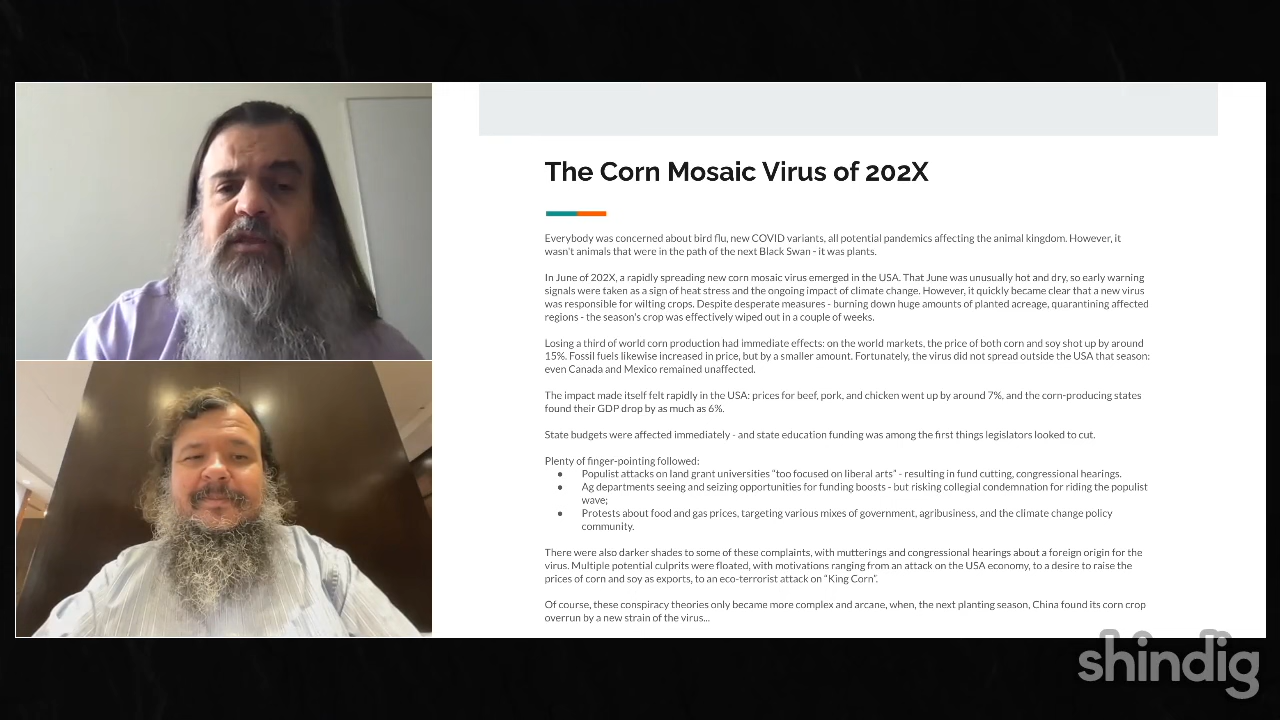 The Corn Mosaic Virus of 202X
Everybody was concerned about bird flu, new COVID variants, all potential pandemics affecting the animal kingdom. However, it
wasn't animals that were in the path of the next Black Swan - it was plants.
In June of 202X, a rapidly spreading new corn mosaic virus emerged in the USA. That June was unusually hot and dry, so early warning
signals were taken as a sign of heat stress and the ongoing impact of climate change. However, it quickly became clear that a new virus
was responsible for wilting crops. Despite desperate measures - burning down huge amounts of planted acreage, quarantining affected
regions - the season's crop was effectively wiped out in a couple of weeks.
Losing a third of world corn production had immediate effects: on the world markets, the price of both corn and soy shot up by around
15%. Fossil fuels likewise increased in price, but by a smaller amount. Fortunately, the virus did not spread outside the USA that season:
even Canada and Mexico remained unaffected.
The impact made itself felt rapidly in the USA: prices for beef, pork, and chicken went up by around 7%, and the corn-producing states
found their GDP drop by as much as 6%.
State budgets were affected immediately - and state education funding was among the first things legislators looked to cut.
Plenty of finger-pointing followed:
● Populist attacks on land grant universities "too focused on liberal arts" - resulting in fund cutting, congressional hearings.
● Ag departments seeing and seizing opportunities for funding boosts - but risking collegial condemnation for riding the populist
wave;
● Protests about food and gas prices, targeting various mixes of government, agribusiness, and the climate change policy
community.
There were also darker shades to some of these complaints, with mutterings and congressional hearings about a foreign origin for the
virus. Multiple potential culprits were floated, with motivations ranging from an attack on the USA economy, to a desire to raise the
prices of corn and soy as exports, to an eco-terrorist attack on "King Corn".
Of course, these conspiracy theories only became more complex and arcane, when, the next planting season, China found its corn crop
overrun by a new strain of the virus...
shindig